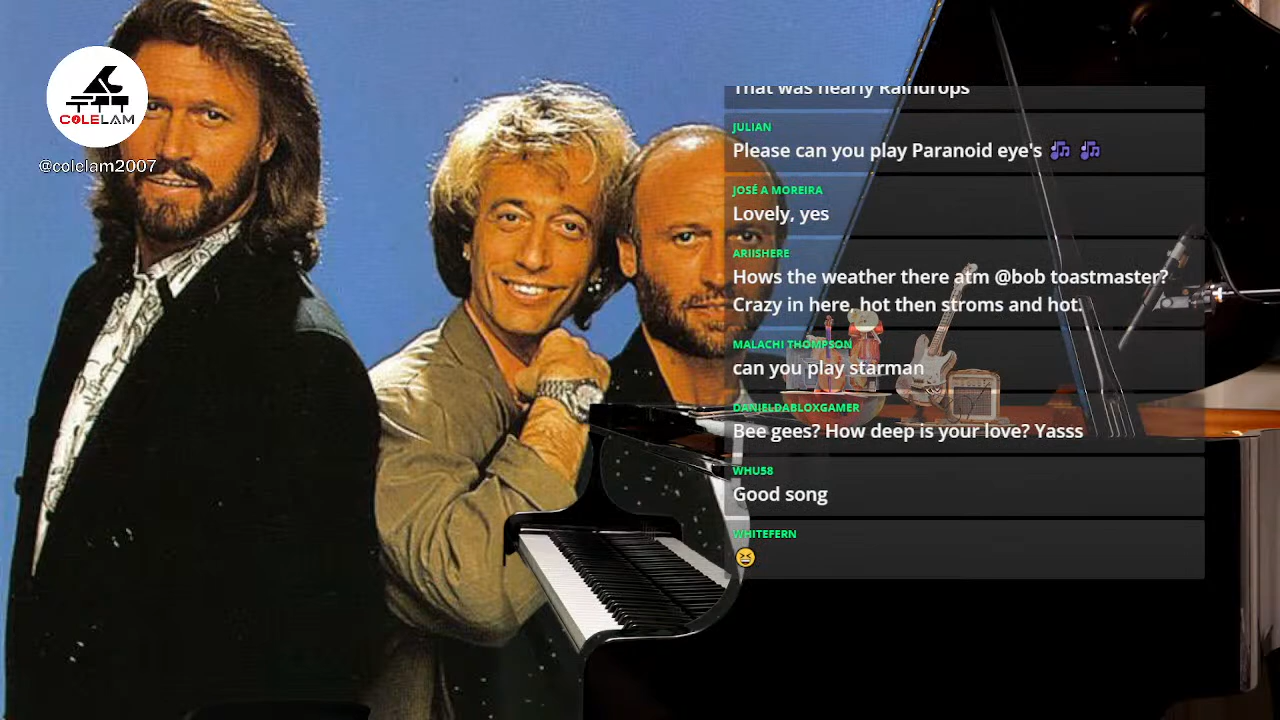 COLELAM
@colelam2007
That was nearly Raindrops
JULIAN
Please can you play Paranoid eye's 🎶 🎶
JOSÉ A MOREIRA
Lovely, yes
ARIISHERE
Hows the weather there atm @bob toastmaster?
Crazy in here, hot then stroms and hot.
MALACHI THOMPSON
can you play starman
DANIELDABLOXGAMER
Bee gees? How deep is your love? Yasss
WHU58
Good song
WHITEFERN
😆